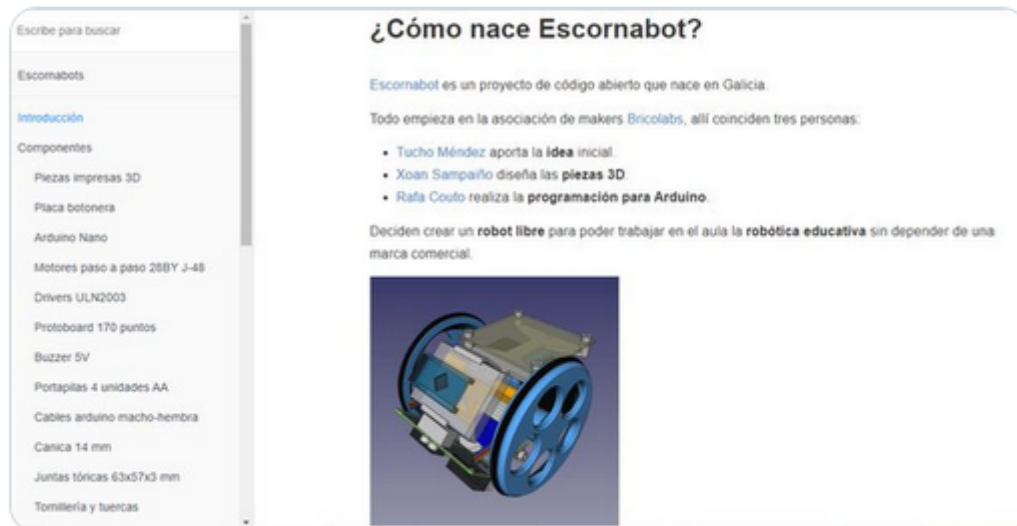 Escribe para buscar
Escornabots
Introducción
Componentes
Piezas impresas 3D
Placa botonera
Arduino Nano
Motores paso a paso 28BY J-48
Drivers ULN2003
Protoboard 170 puntos
Buzzer 5V
Portapilas 4 unidades AA
Cables arduino macho-hembra
Canica 14 mm
Juntas tóricas 63x57x3 mm
Tornillería y tuercas
¿Cómo nace Escornabot?
Escornabot es un proyecto de código abierto que nace en Galicia.
Todo empieza en la asociación de makers Bricolabs, allí coinciden tres personas:
• Tucho Méndez aporta la idea inicial.
• Xoan Sampaiño diseña las piezas 3D.
• Rafa Couto realiza la programación para Arduino.
Deciden crear un robot libre para poder trabajar en el aula la robótica educativa sin depender de una
marca comercial.